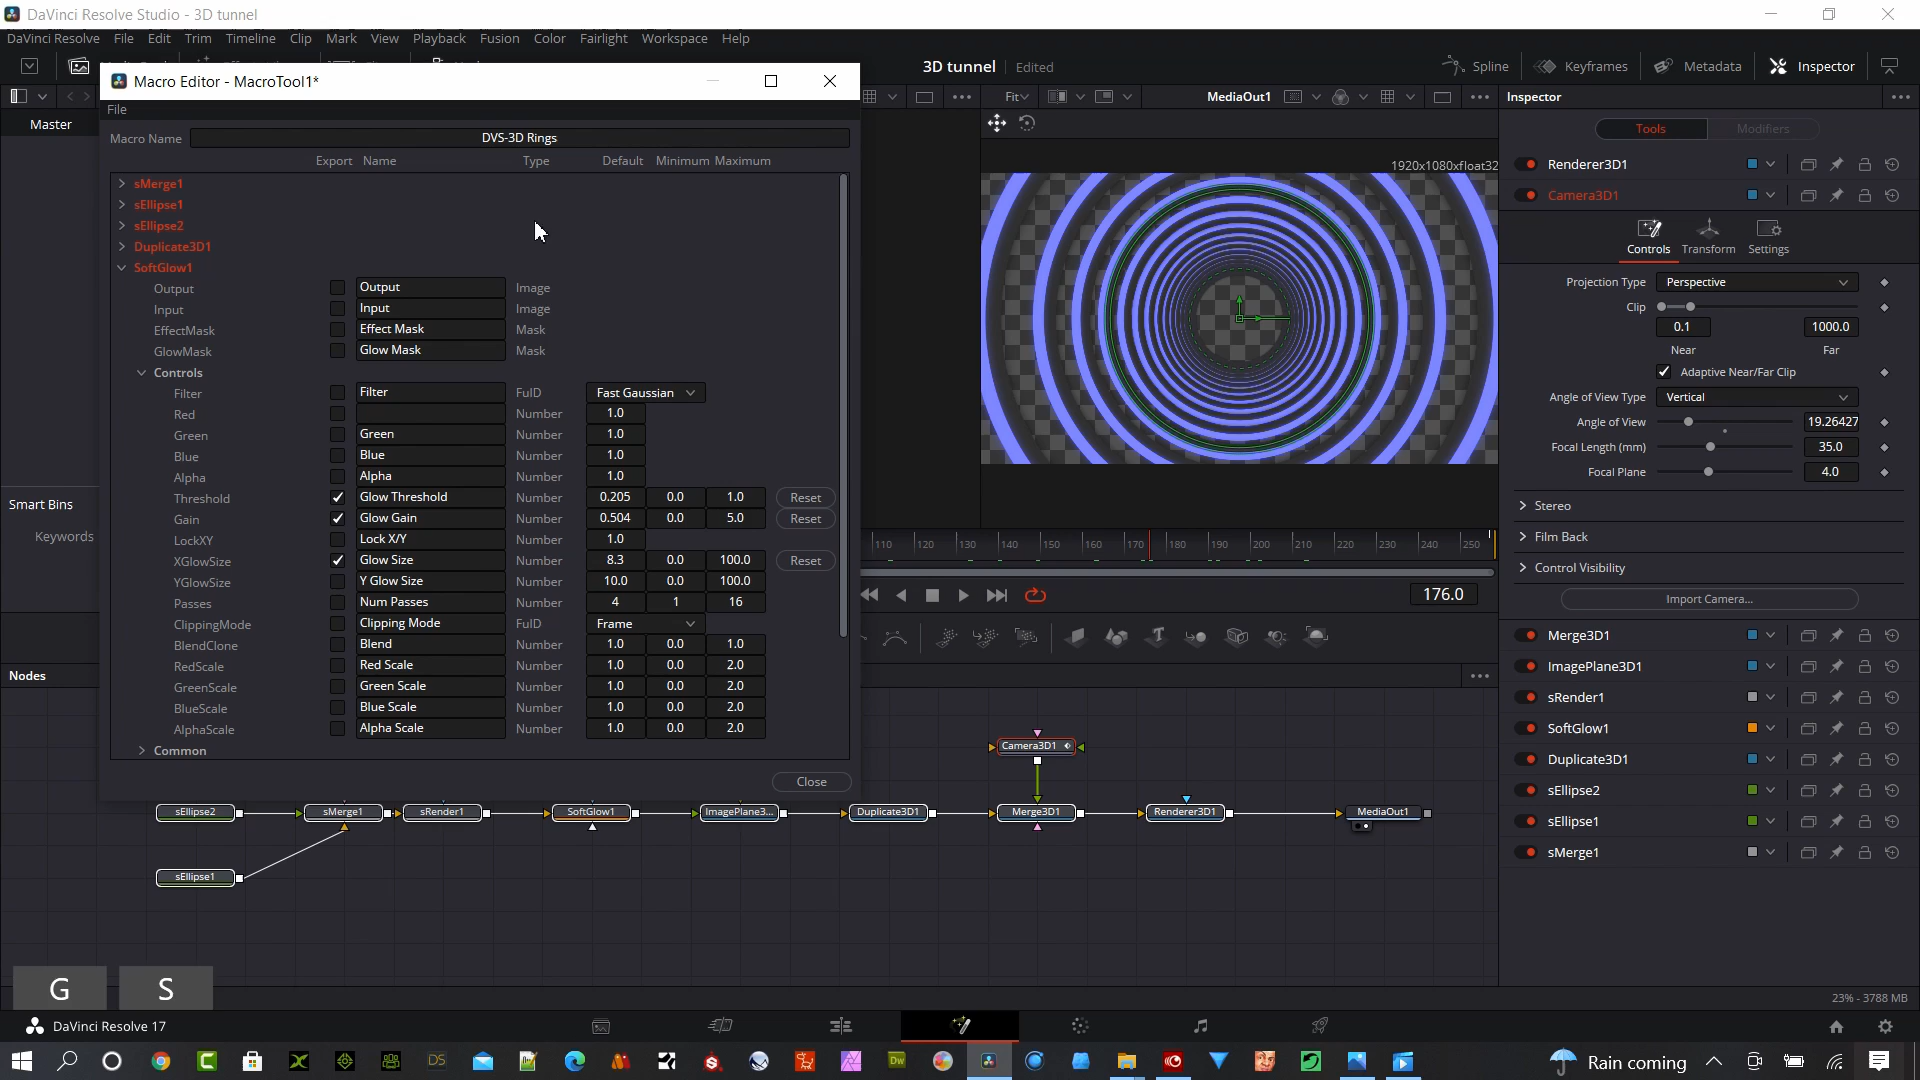 DaVinci Resolve Studio - 3D tunnel
DaVinci Resolve File Edit Trim Timeline Clip Mark View Playback Fusion Color Fairlight Workspace Help
3D tunnel Edited
Spline Keyframes Metadata Inspector
Macro Editor - MacroTool1*
File
Macro Name DVS-3D Rings
Export Name Type Default Minimum Maximum
sMerge1
sEllipse1
sEllipse2
Duplicate3D1
SoftGlow1
Output Output Image
Input Input Image
EffectMask Effect Mask Mask
GlowMask Glow Mask Mask
Controls
Filter Filter FuID Fast Gaussian
Red Number 1.0
Green Green Number 1.0
Blue Blue Number 1.0
Alpha Alpha Number 1.0
Threshold Glow Threshold Number 0.205 0.0 1.0 Reset
Gain Glow Gain Number 0.504 0.0 5.0 Reset
LockXY Lock X/Y Number 1.0
XGlowSize Glow Size Number 8.3 0.0 100.0 Reset
YGlowSize Y Glow Size Number 10.0 0.0 100.0
Passes Num Passes Number 4 1 16
ClippingMode Clipping Mode FuID Frame
BlendClone Blend Number 1.0 0.0 1.0
RedScale Red Scale Number 1.0 0.0 2.0
GreenScale Green Scale Number 1.0 0.0 2.0
BlueScale Blue Scale Number 1.0 0.0 2.0
AlphaScale Alpha Scale Number 1.0 0.0 2.0
Common
Close
Master
Smart Bins
Keywords
Nodes
Fit MediaOut1
1920x1080xfloat32
110 120 130 140 150 160 170 180 190 200 210 220 230 240 250
176.0
Inspector
Tools Modifiers
Renderer3D1
Camera3D1
Controls Transform Settings
Projection Type Perspective
Clip
0.1 1000.0
Near Far
Adaptive Near/Far Clip
Angle of View Type Vertical
Angle of View 19.26427
Focal Length (mm) 35.0
Focal Plane 4.0
Stereo
Film Back
Control Visibility
Import Camera...
Merge3D1
ImagePlane3D1
sRender1
SoftGlow1
Duplicate3D1
sEllipse2
sEllipse1
sMerge1
Camera3D1
sEllipse2 sMerge1 sRender1 SoftGlow1 ImagePlane3... Duplicate3D1 Merge3D1 Renderer3D1 MediaOut1
sEllipse1
G S
23% - 3788 MB
DaVinci Resolve 17
DS
Dw
Rain coming